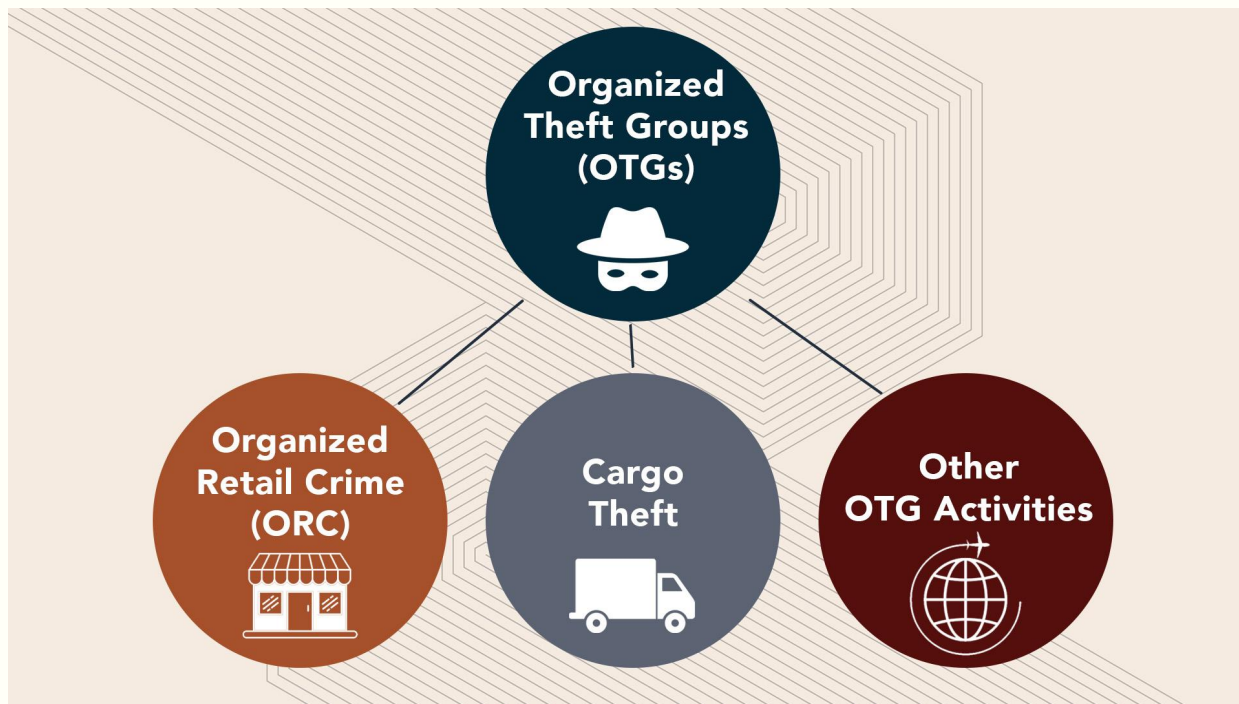 Organized
Theft Groups
(OTGs)
Organized
Retail Crime
(ORC)
Cargo
Theft
Other
OTG Activities